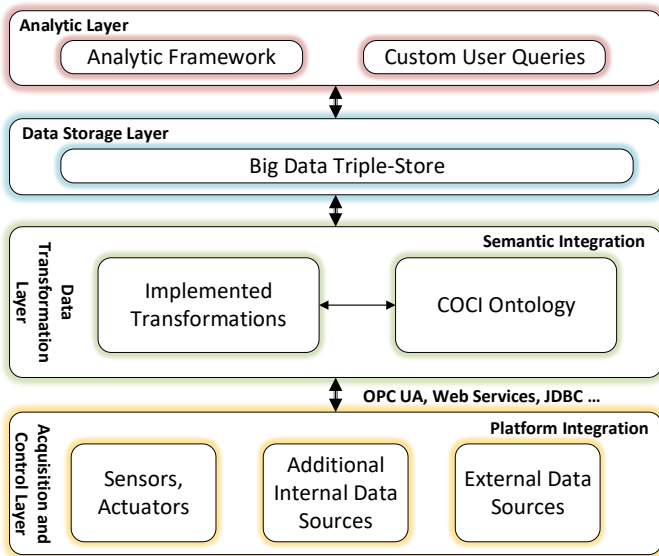 Analytic Layer
Analytic Framework
Custom User Queries
Data Storage Layer
Big Data Triple-Store
Data
Transformation
Layer
Semantic Integration
Implemented
Transformations
COCI Ontology
OPC UA, Web Services, JDBC ...
Acquisition and
Control Layer
Platform Integration
Sensors,
Actuators
Additional
Internal Data
Sources
External Data
Sources